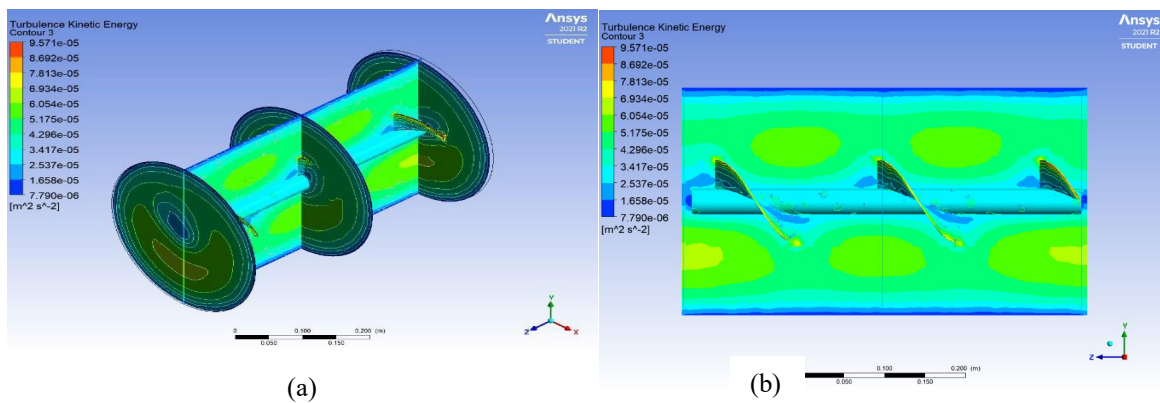 Turbulence Kinetic Energy
Contour 3
9.571e-05
8.692e-05
7.813e-05
6.934e-05
6.054e-05
5.175e-05
4.296e-05
3.417e-05
2.537e-05
1.658e-05
7.790e-06
[m^2 s^-2]
Ansys
2021 R2
STUDENT
Y
Z
X
0
0.100
0.200
(m)
0.050
0.150
(a)
Turbulence Kinetic Energy
Contour 3
9.571e-05
8.692e-05
7.813e-05
6.934e-05
6.054e-05
5.175e-05
4.296e-05
3.417e-05
2.537e-05
1.658e-05
7.790e-06
[m^2 s^-2]
Ansys
2021 R2
STUDENT
Y
Z
0.100
0.200 (m)
0.050
0.150
(b)